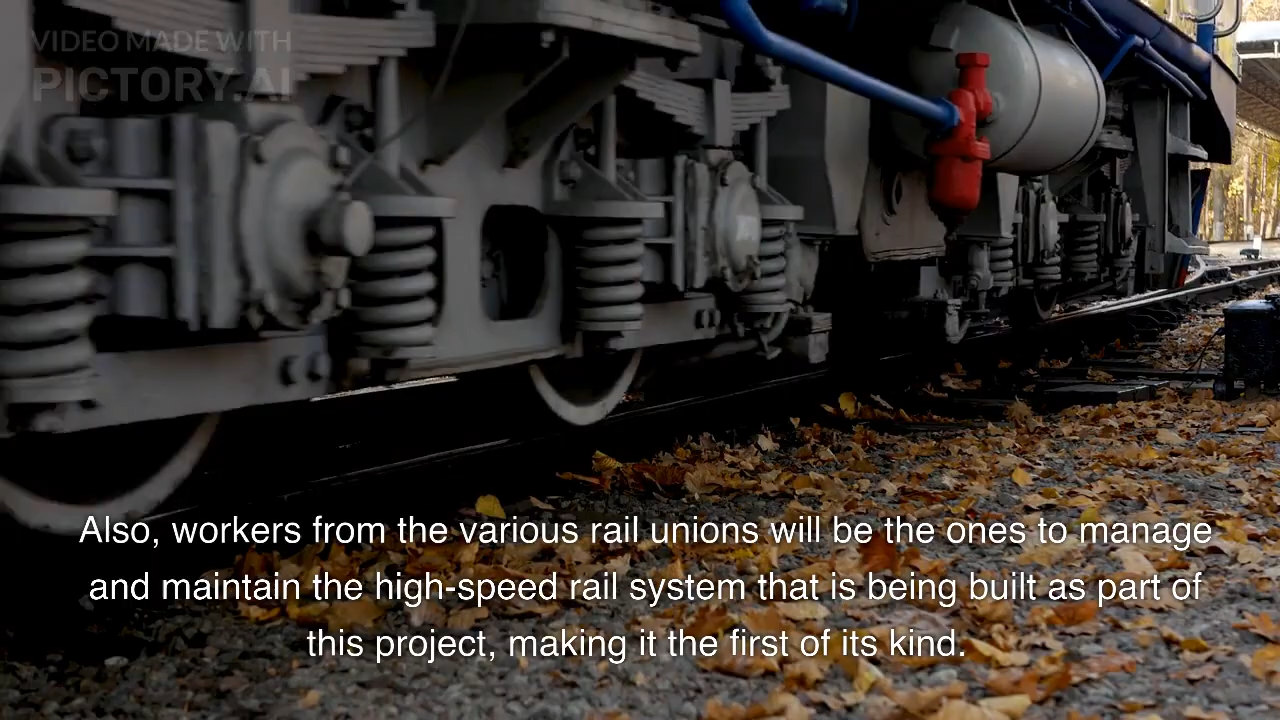 VIDEO MADE WITH
PICTORY.AI
Also, workers from the various rail unions will be the ones to manage
and maintain the high-speed rail system that is being built as part of
this project, making it the first of its kind.